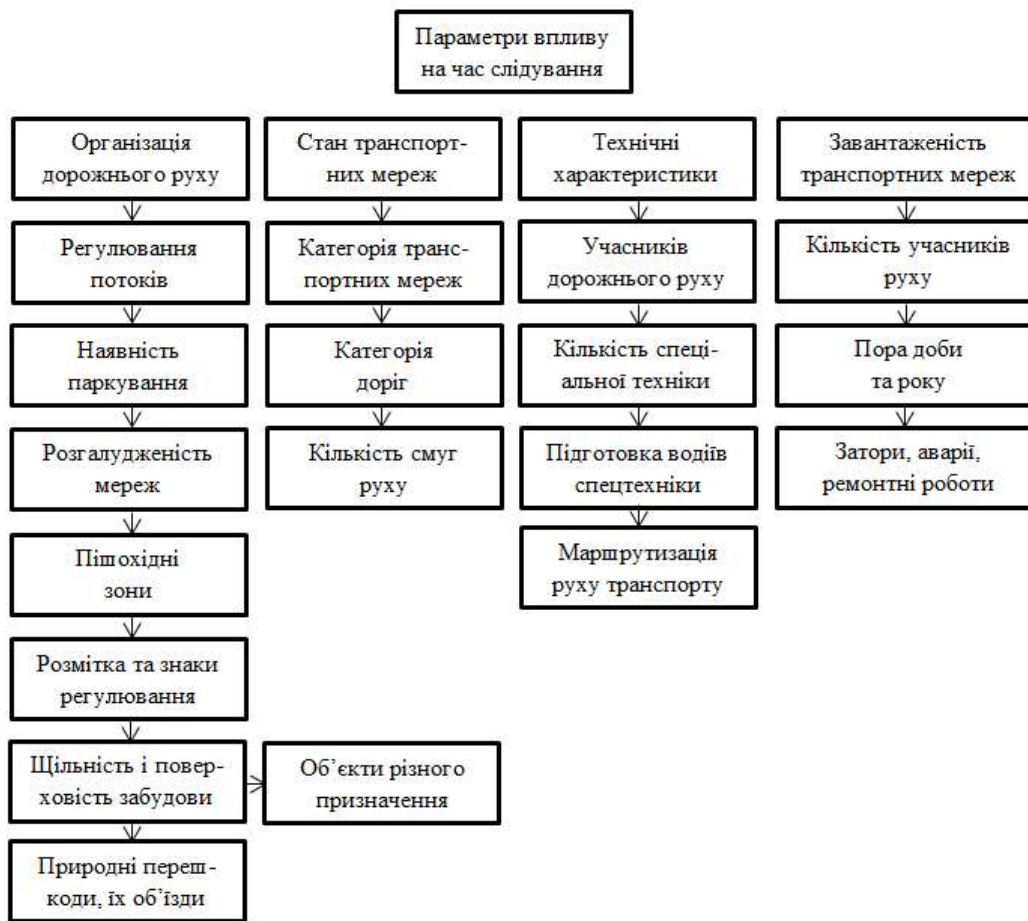 Параметри впливу
на час слідування
Організація
дорожнього руху
Стан транспорт-
них мереж
Технічні
характеристики
Завантаженість
транспортних мереж
Регулювання
потоків
Категорія транс-
портних мереж
Учасників
дорожнього руху
Кількість учасників
руху
Наявність
паркування
Категорія
доріг
Кількість спеці-
альної техніки
Пора доби
та року
Розгалудженість
мереж
Кількість смуг
руху
Підготовка водіїв
спецтехніки
Затори, аварії,
ремонтні роботи
Пішохідні
зони
Маршрутизація
руху транспорту
Розмітка та знаки
регулювання
Щільність і повер-
ховість забудови
Об’єкти різного
призначення
Природні переш-
коди, їх об’їзди